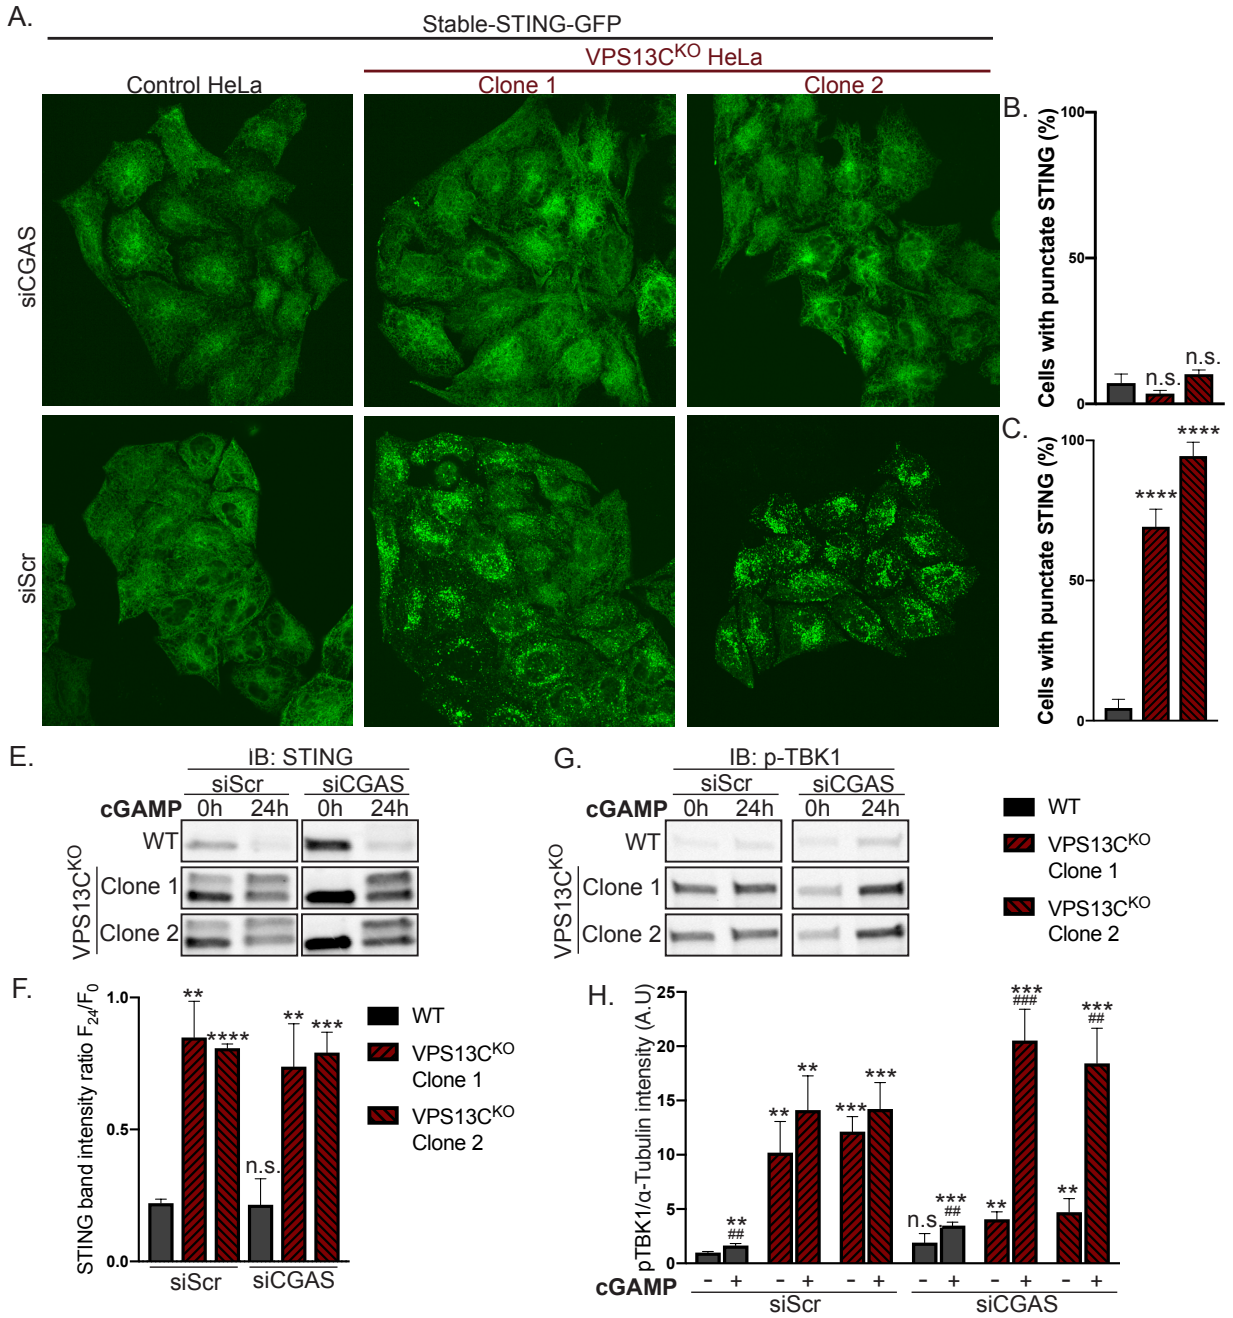 A.
Stable-STING-GFP
VPS13CKO HeLa
Control HeLa
Clone 1
Clone 2
siCGAS
siScr
B.
Cells with punctate STING (%)
100
50
0
n.s.
n.s.
C.
Cells with punctate STING (%)
100
50
0
****
****
E.
IB: STING
siScr siCGAS
cGAMP 0h 24h 0h 24h
WT
VPS13CKO
Clone 1
Clone 2
G.
IB: p-TBK1
siScr siCGAS
cGAMP 0h 24h 0h 24h
WT
VPS13CKO
Clone 1
Clone 2
WT
VPS13CKO
Clone 1
VPS13CKO
Clone 2
F.
STING band intensity ratio F24/F0
1.0
0.5
0.0
**
****
n.s.
**
***
siScr siCGAS
WT
VPS13CKO
Clone 1
VPS13CKO
Clone 2
H.
pTBK1/α-Tubulin intensity (A.U)
25
20
15
10
5
0
**
##
**
**
***
***
n.s.
***
##
**
***
###
**
***
##
cGAMP - + - + - + - + - + - +
siScr siCGAS